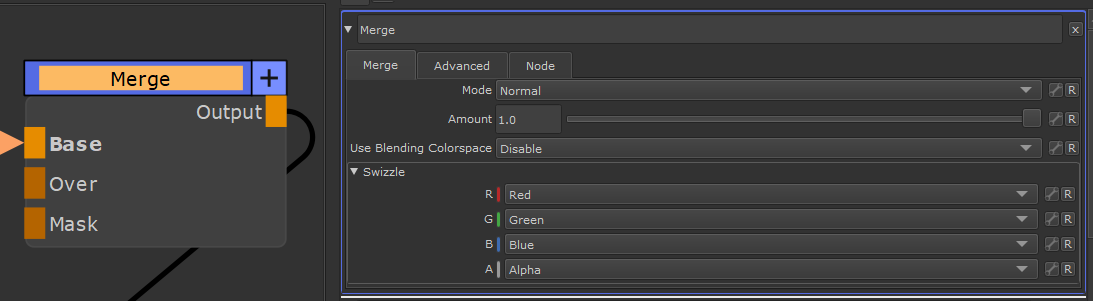 Merge
+
Output
Base
Over
Mask
Merge
x
Merge Advanced Node
Mode Normal R
Amount 1.0 R
Use Blending Colorspace Disable R
Swizzle
R Red R
G Green R
B Blue R
A Alpha R